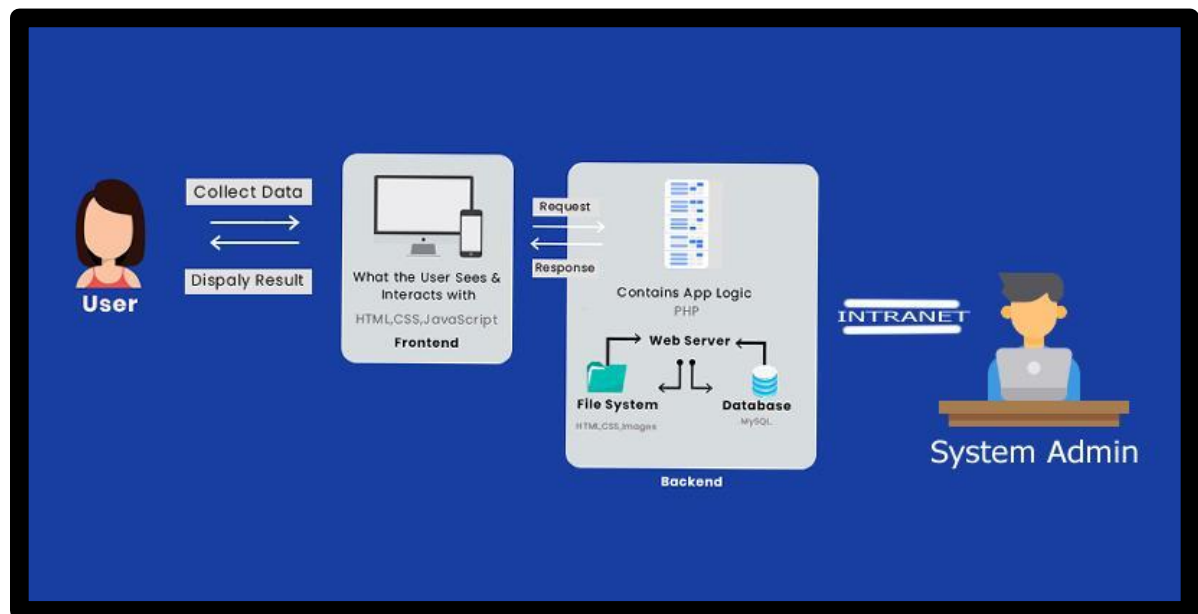 Collect Data
Dispaly Result
User
What the User Sees &
Interacts with
HTML,CSS,JavaScript
Frontend
Request
Response
Contains App Logic
PHP
Web Server
File System
HTML,CSS,Images
Database
MySQL
Backend
INTRANET
System Admin